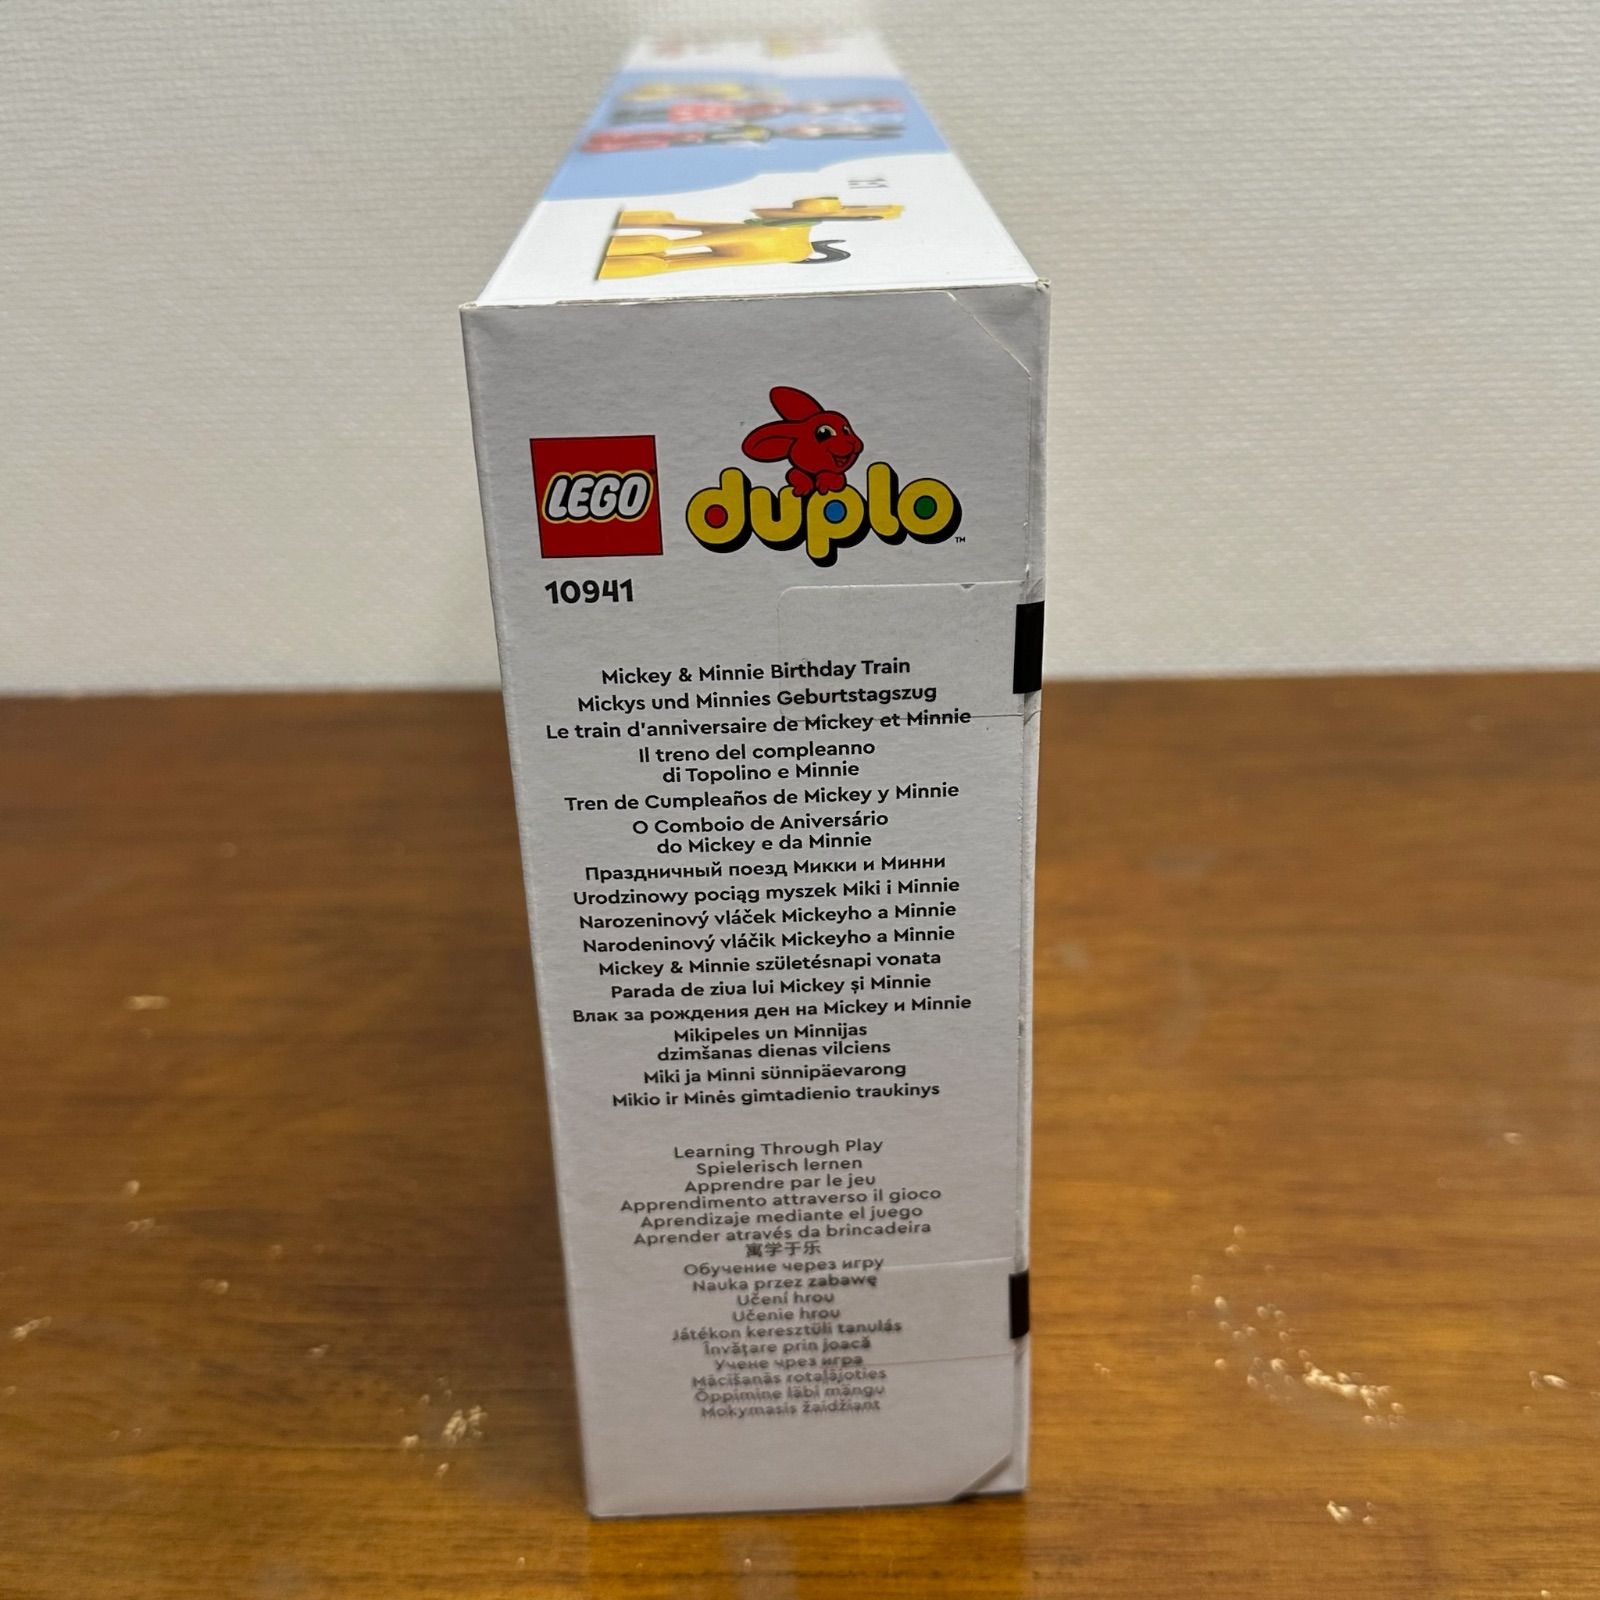 1:1
LEGO
duplo™
10941
Mickey & Minnie Birthday Train
Mickys und Minnies Geburtstagszug
Le train d'anniversaire de Mickey et Minnie
Il treno del compleanno
di Topolino e Minnie
Tren de Cumpleaños de Mickey y Minnie
O Comboio de Aniversário
do Mickey e da Minnie
Праздничный поезд Микки и Минни
Urodzinowy pociąg myszek Miki i Minnie
Narozeninový vláček Mickeyho a Minnie
Narodeninový vláčik Mickeyho a Minnie
Mickey & Minnie születésnapi vonata
Parada de ziua lui Mickey și Minnie
Влак за рождения ден на Mickey и Minnie
Mikipeles un Minnijas
dzimšanas dienas vilciens
Miki ja Minni sünnipäevarong
Mikio ir Minės gimtadienio traukinys
Learning Through Play
Spielerisch lernen
Apprendre par le jeu
Apprendimento attraverso il gioco
Aprendizaje mediante el juego
Aprender através da brincadeira
寓学于乐
Обучение через игру
Nauka przez zabawę
Učení hrou
Učenie hrou
Játékon keresztüli tanulás
Învățare prin joacă
Учене чрез игра
Mācīšanās rotaļājoties
Õppimine läbi mängu
Mokymasis žaidžiant